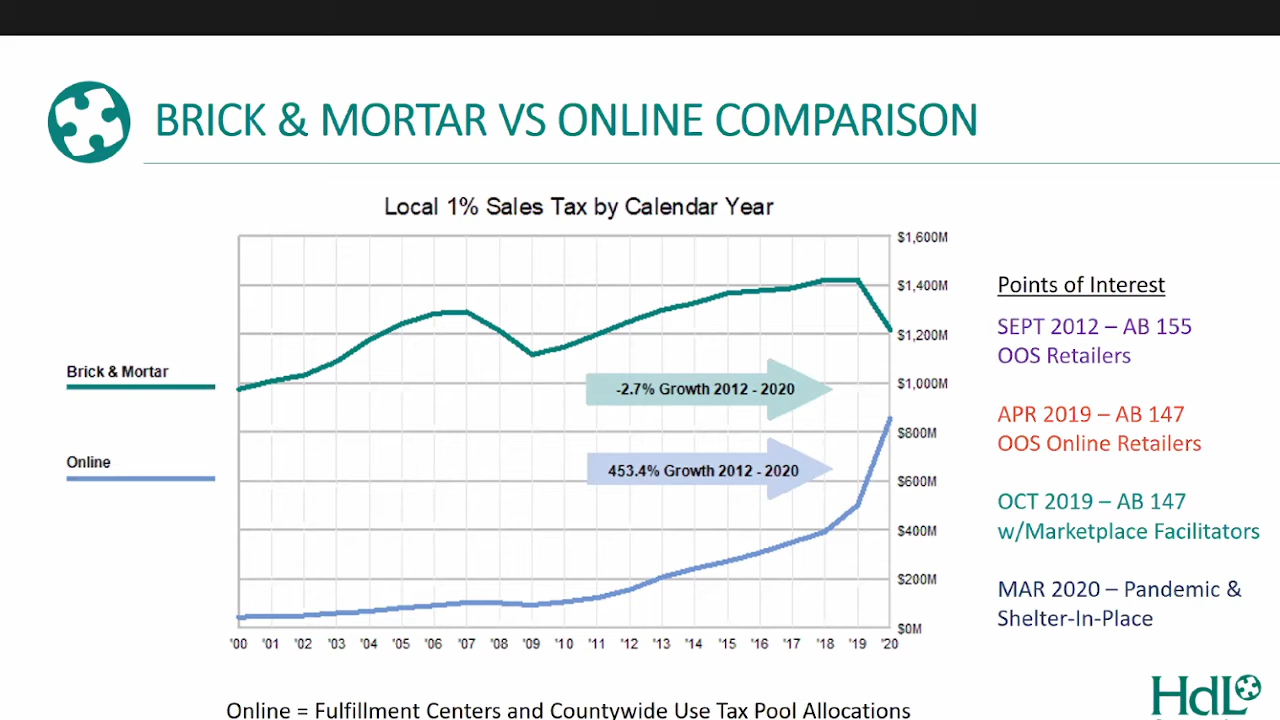 BRICK & MORTAR VS ONLINE COMPARISON
Local 1% Sales Tax by Calendar Year
$1,600M
$1,400M
$1,200M
$1,000M
$800M
$600M
$400M
$200M
$0M
Brick & Mortar
Online
-2.7% Growth 2012 - 2020
453.4% Growth 2012 - 2020
'00 '01 '02 '03 '04 '05 '06 '07 '08 '09 '10 '11 '12 '13 '14 '15 '16 '17 '18 '19 '20
Points of Interest
SEPT 2012 – AB 155
OOS Retailers
APR 2019 – AB 147
OOS Online Retailers
OCT 2019 – AB 147
w/Marketplace Facilitators
MAR 2020 – Pandemic &
Shelter-In-Place
Online = Fulfillment Centers and Countywide Use Tax Pool Allocations
HdL